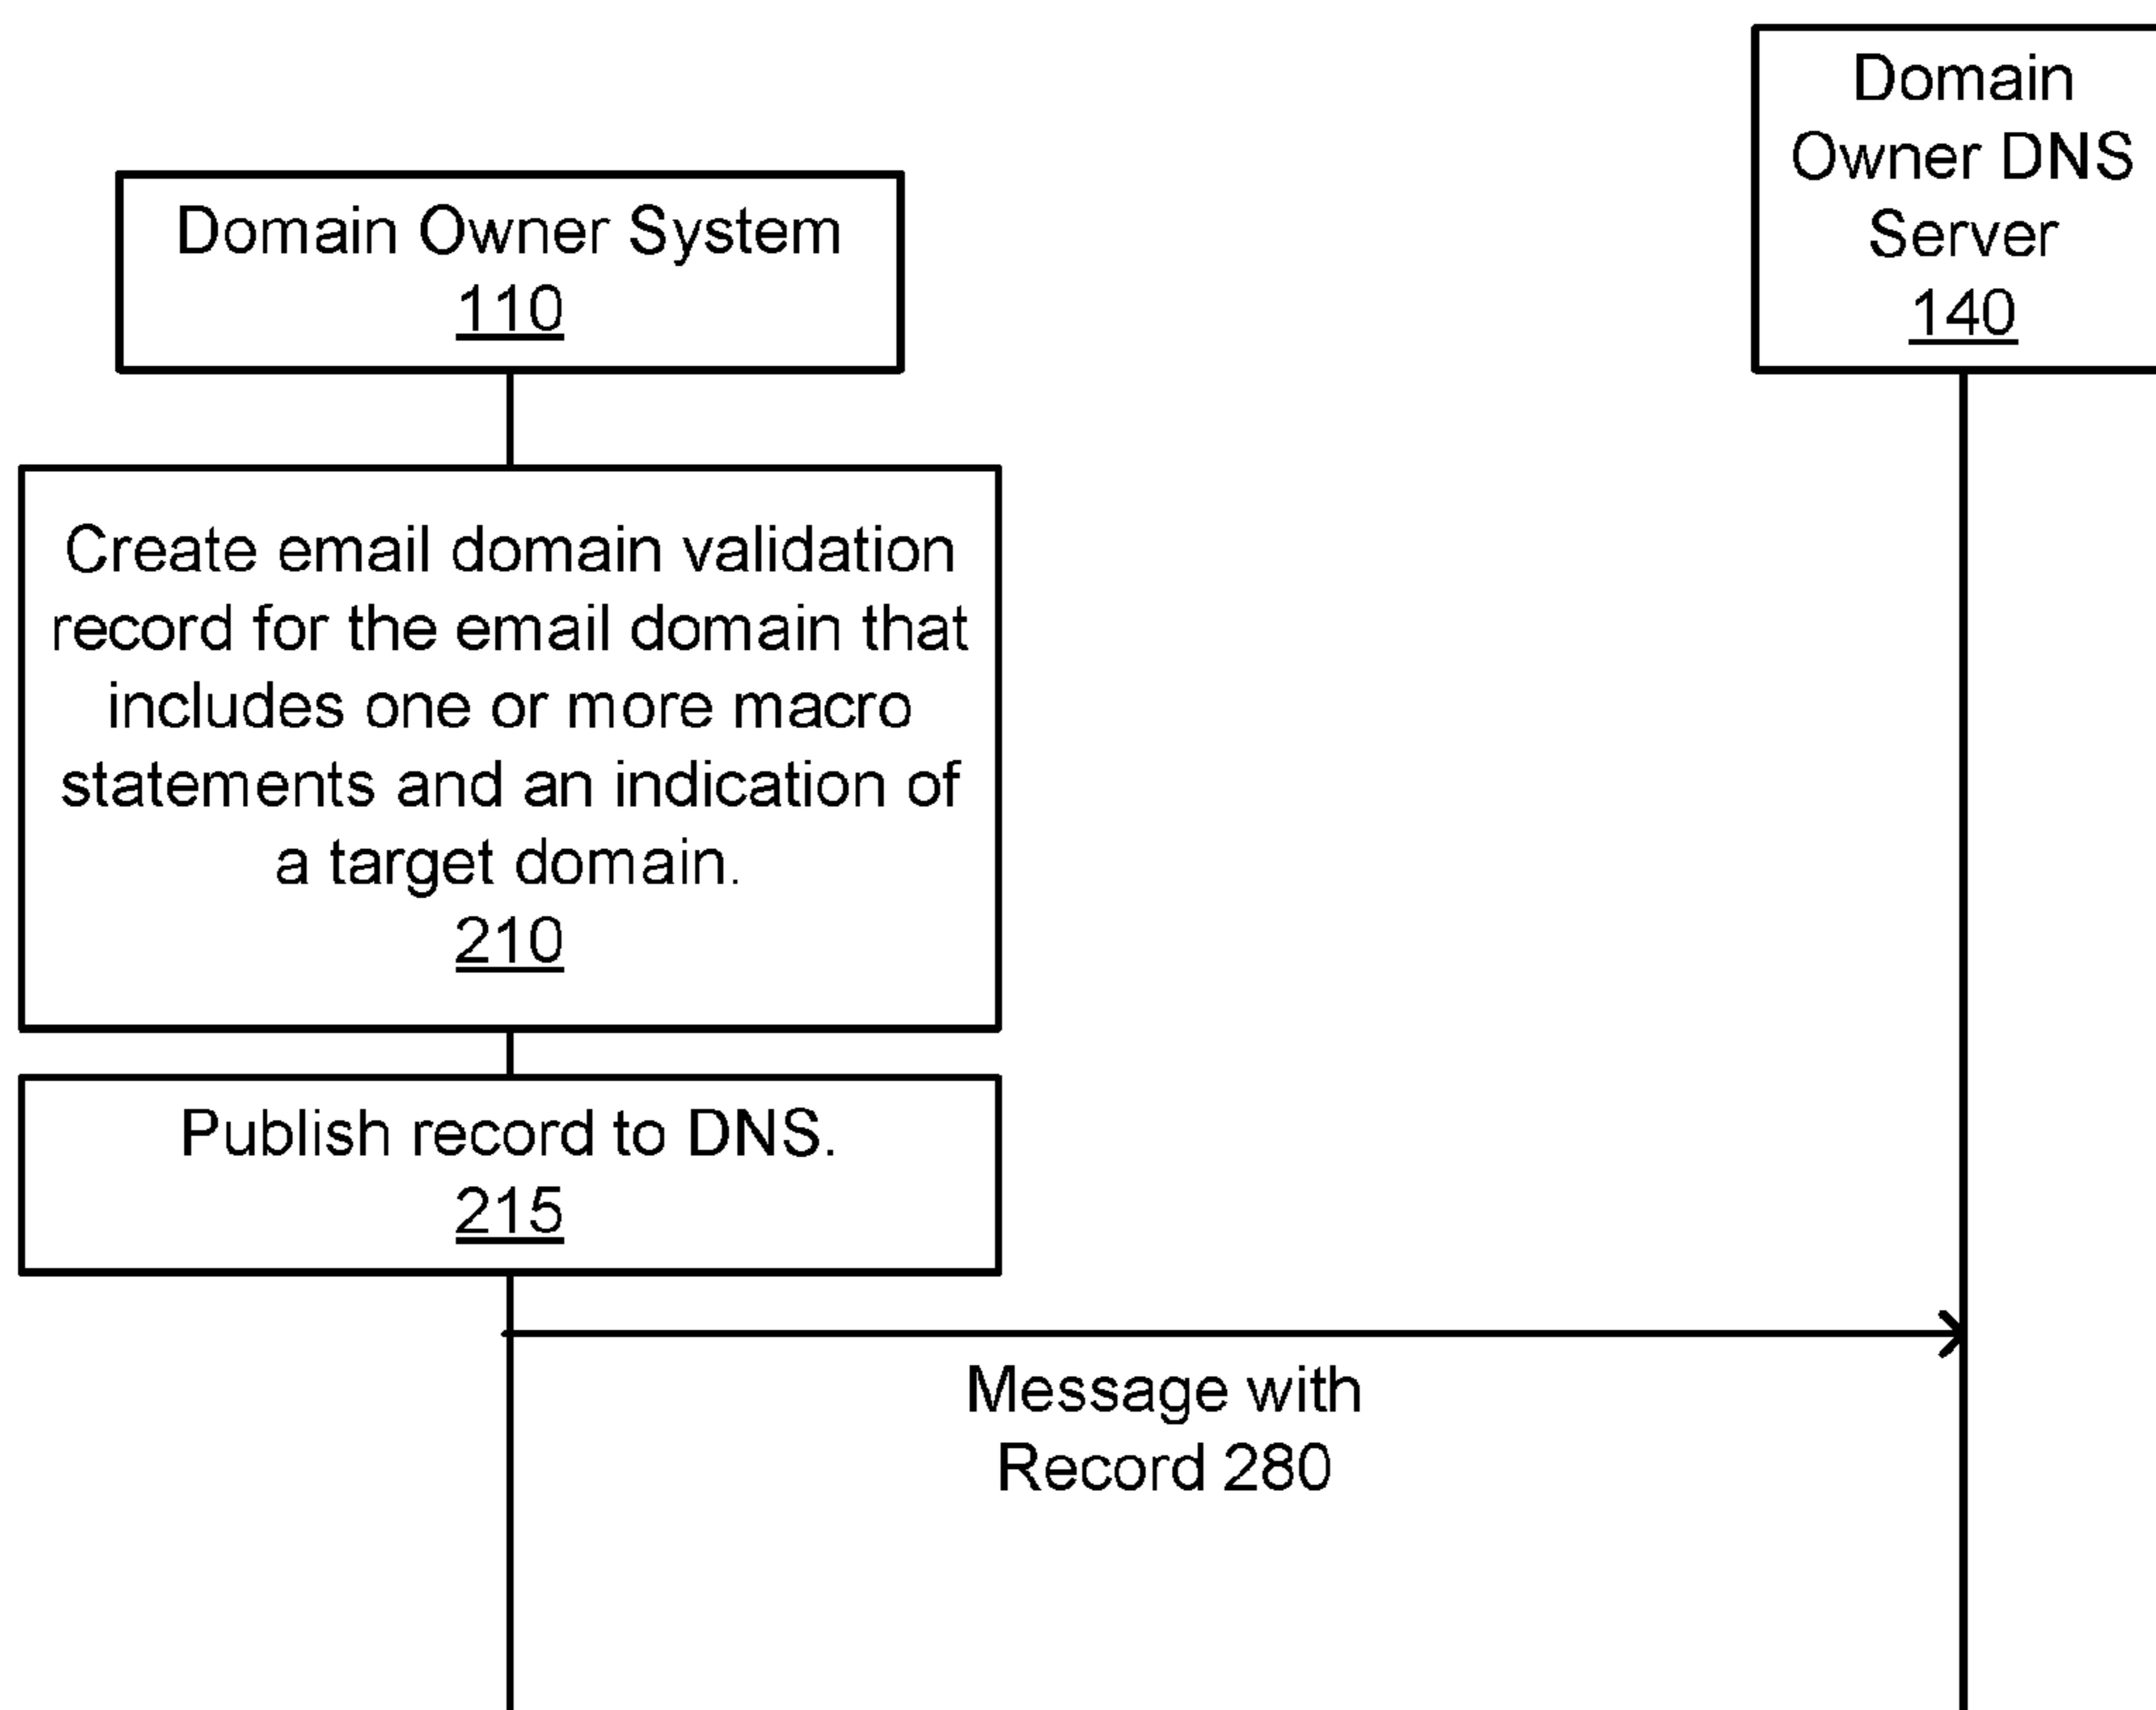 Domain Owner System
110
Domain
Owner DNS
Server
140
Create email domain validation
record for the email domain that
includes one or more macro
statements and an indication of
a target domain.
210
Publish record to DNS.
215
Message with
Record 280